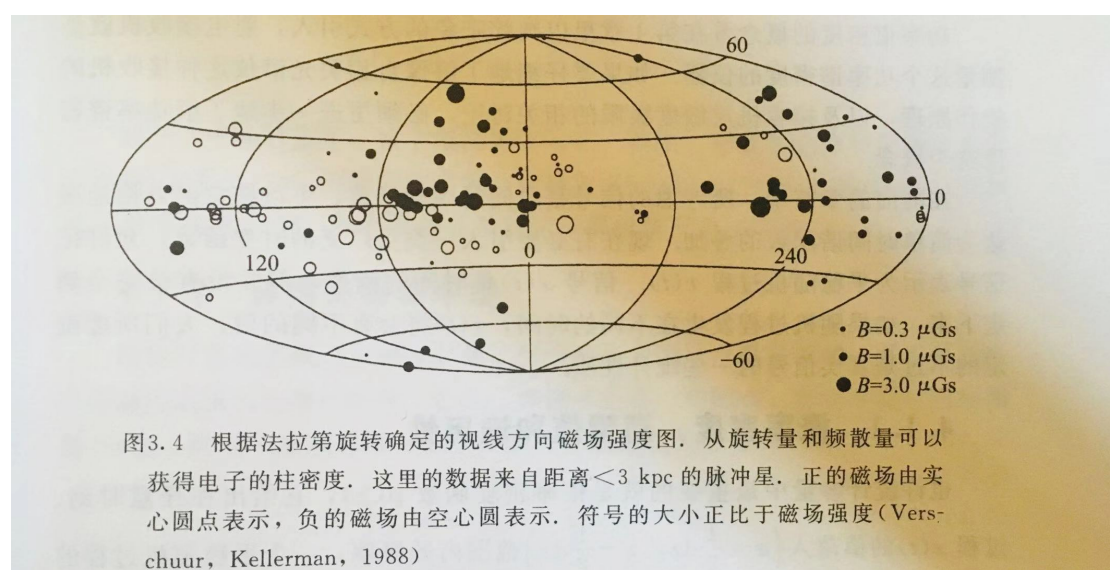 60
0
0
120
240
-60
B=0.3 μGs
B=1.0 μGs
B=3.0 μGs
图3.4 根据法拉第旋转确定的视线方向磁场强度图. 从旋转量和频散量可以
获得电子的柱密度. 这里的数据来自距离<3 kpc 的脉冲星. 正的磁场由实
心圆点表示, 负的磁场由空心圆表示. 符号的大小正比于磁场强度(Vers-
chuur, Kellerman, 1988)